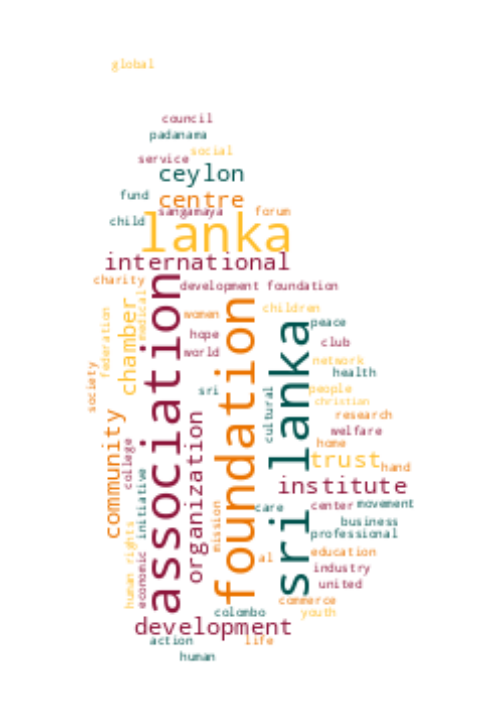 global
council
padanama
social
service
ceylon
fund
centre
sangamaya
forum
child
lanka
international
charity
development foundation
association
medical
chamber
federation
foundation
women
children
sri lanka
peace
hope
club
world
network
health
society
sri
people
cultural
christian
research
community
organization
welfare
college
home
trust
hand
initiative
institute
mission
care
center
movement
business
human rights
professional
economic
al
education
industry
united
commerce
colombo
youth
development
action
life
human